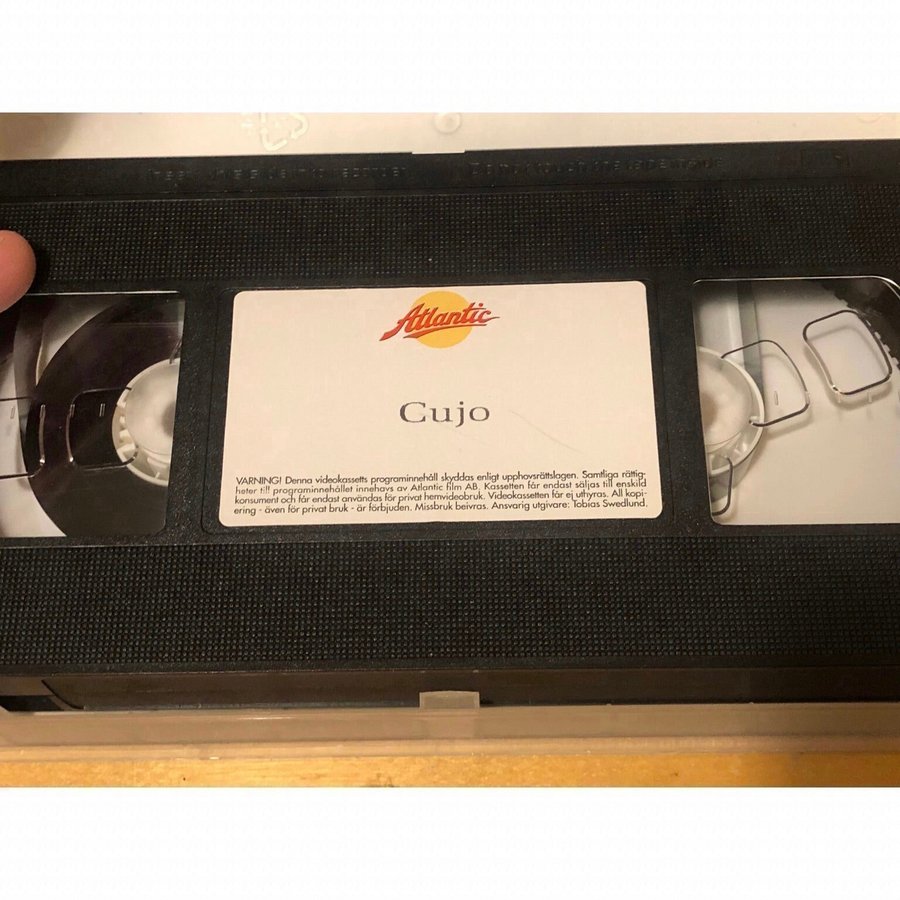 Atlantic
Cujo
VARNING! Denna videokassetts programinnehåll skyddas enligt upphovsrättslagen. Samtliga rättig-
heter till programinnehållet innehavs av Atlantic film AB. Kassetten får endast säljas till enskild
konsument och får endast användas för privat hemvideobruk. Videokassetten får ej uthyras. All kopi-
ering - även för privat bruk - är förbjuden. Missbruk beivras. Ansvarig utgivare: Tobias Swedlund.